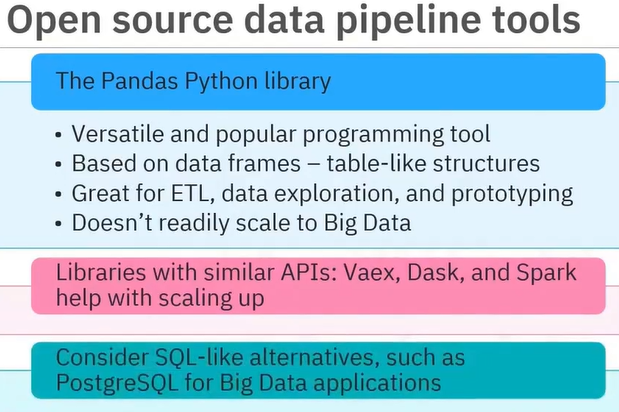 Open source data pipeline tools
The Pandas Python library
• Versatile and popular programming tool
• Based on data frames – table-like structures
• Great for ETL, data exploration, and prototyping
• Doesn’t readily scale to Big Data
Libraries with similar APIs: Vaex, Dask, and Spark
help with scaling up
Consider SQL-like alternatives, such as
PostgreSQL for Big Data applications